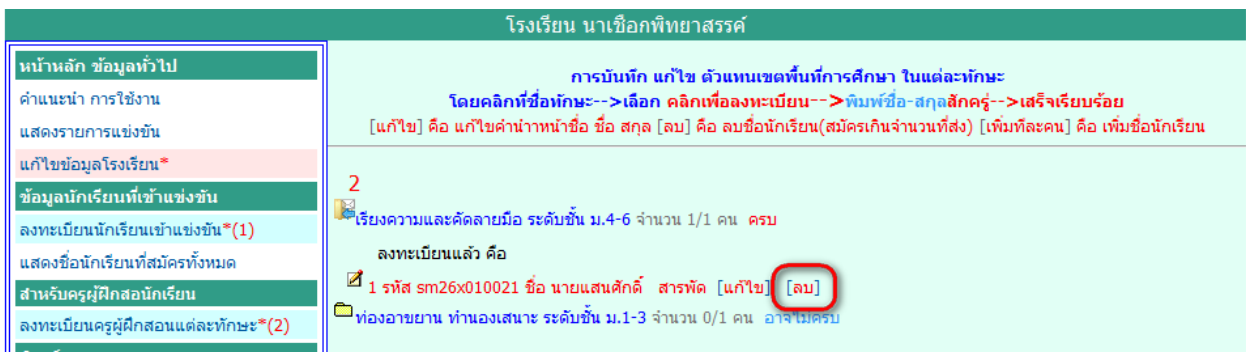 โรงเรียน นาเชือกพิทยาสรรค์
หน้าหลัก ข้อมูลทั่วไป
คำแนะนำ การใช้งาน
แสดงรายการแข่งขัน
แก้ไขข้อมูลโรงเรียน*
ข้อมูลนักเรียนที่เข้าแข่งขัน
ลงทะเบียนนักเรียนเข้าแข่งขัน*(1)
แสดงชื่อนักเรียนที่สมัครทั้งหมด
สำหรับครูผู้ฝึกสอนักเรียน
ลงทะเบียนครูผู้ฝึกสอนแต่ละทักษะ*(2)
การบันทึก แก้ไข ตัวแทนเขตพื้นที่การศึกษา ในแต่ละทักษะ
โดยคลิกที่ชื่อทักษะ-->เลือก คลิกเพื่อลงทะเบียน-->พิมพ์ชื่อ-สกุลสักครู่-->เสร็จเรียบร้อย
[แก้ไข] คือ แก้ไขคำนำาหน้าชื่อ ชื่อ สกุล [ลบ] คือ ลบชื่อนักเรียน(สมัครเกินจำนวนที่ส่ง) [เพิ่มทีละคน] คือ เพิ่มชื่อนักเรียน
2
เรียงความและคัดลายมือ ระดับชั้น ม.4-6 จำนวน 1/1 คน ครบ
ลงทะเบียนแล้ว คือ
1 รหัส sm26x010021 ชื่อ นายแสนศักดิ์ สารพัด [แก้ไข] [ลบ]
ท่องอาขยาน ทำนองเสนาะ ระดับชั้น ม.1-3 จำนวน 0/1 คน อาจไม่ครบ